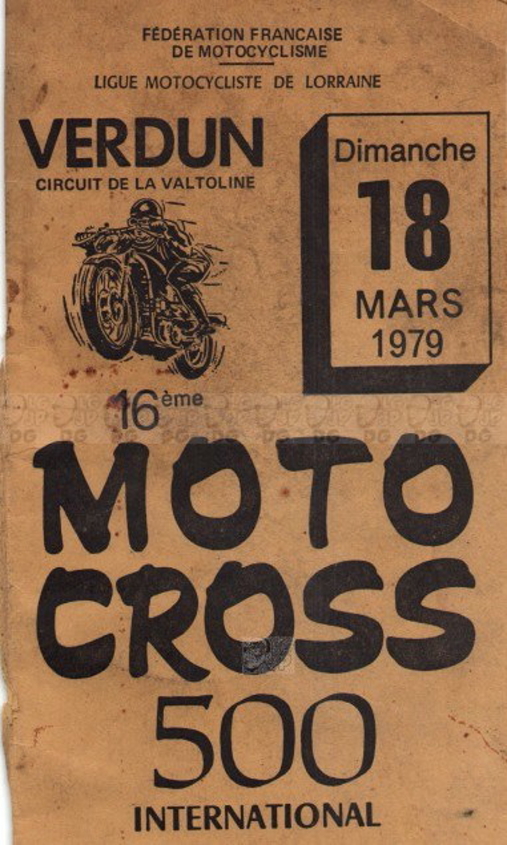 FÉDÉRATION FRANCAISE
DE MOTOCYCLISME
LIGUE MOTOCYCLISTE DE LORRAINE
VERDUN
CIRCUIT DE LA VALTOLINE
Dimanche
18
MARS
1979
16ème
MOTO
CROSS
500
INTERNATIONAL